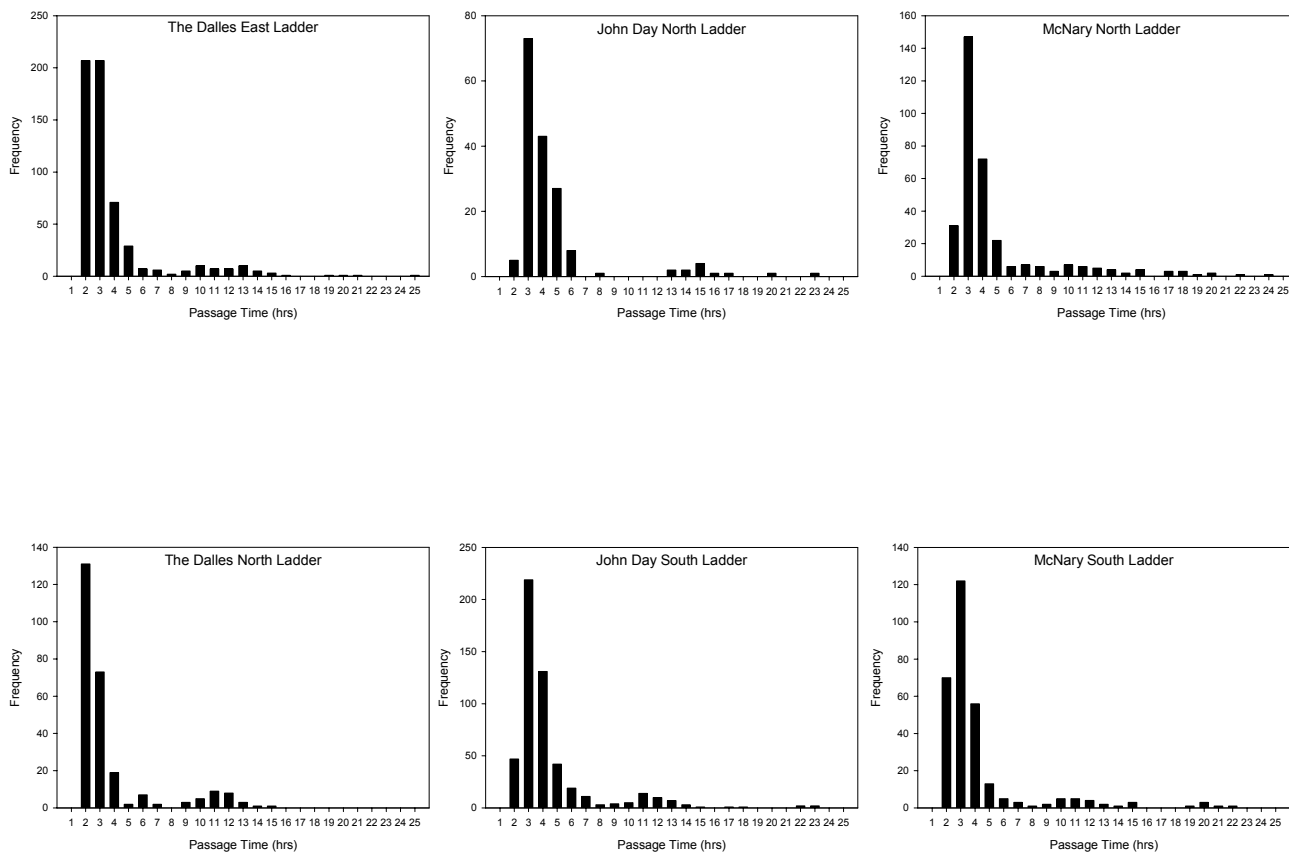 The Dalles East Ladder
Frequency
250
200
150
100
50
0
1 2 3 4 5 6 7 8 9 10 11 12 13 14 15 16 17 18 19 20 21 22 23 24 25
Passage Time (hrs)
John Day North Ladder
Frequency
80
60
40
20
0
1 2 3 4 5 6 7 8 9 10 11 12 13 14 15 16 17 18 19 20 21 22 23 24 25
Passage Time (hrs)
McNary North Ladder
Frequency
160
140
120
100
80
60
40
20
0
1 2 3 4 5 6 7 8 9 10 11 12 13 14 15 16 17 18 19 20 21 22 23 24 25
Passage Time (hrs)
The Dalles North Ladder
Frequency
140
120
100
80
60
40
20
0
1 2 3 4 5 6 7 8 9 10 11 12 13 14 15 16 17 18 19 20 21 22 23 24 25
Passage Time (hrs)
John Day South Ladder
Frequency
250
200
150
100
50
0
1 2 3 4 5 6 7 8 9 10 11 12 13 14 15 16 17 18 19 20 21 22 23 24 25
Passage Time (hrs)
McNary South Ladder
Frequency
140
120
100
80
60
40
20
0
1 2 3 4 5 6 7 8 9 10 11 12 13 14 15 16 17 18 19 20 21 22 23 24 25
Passage Time (hrs)